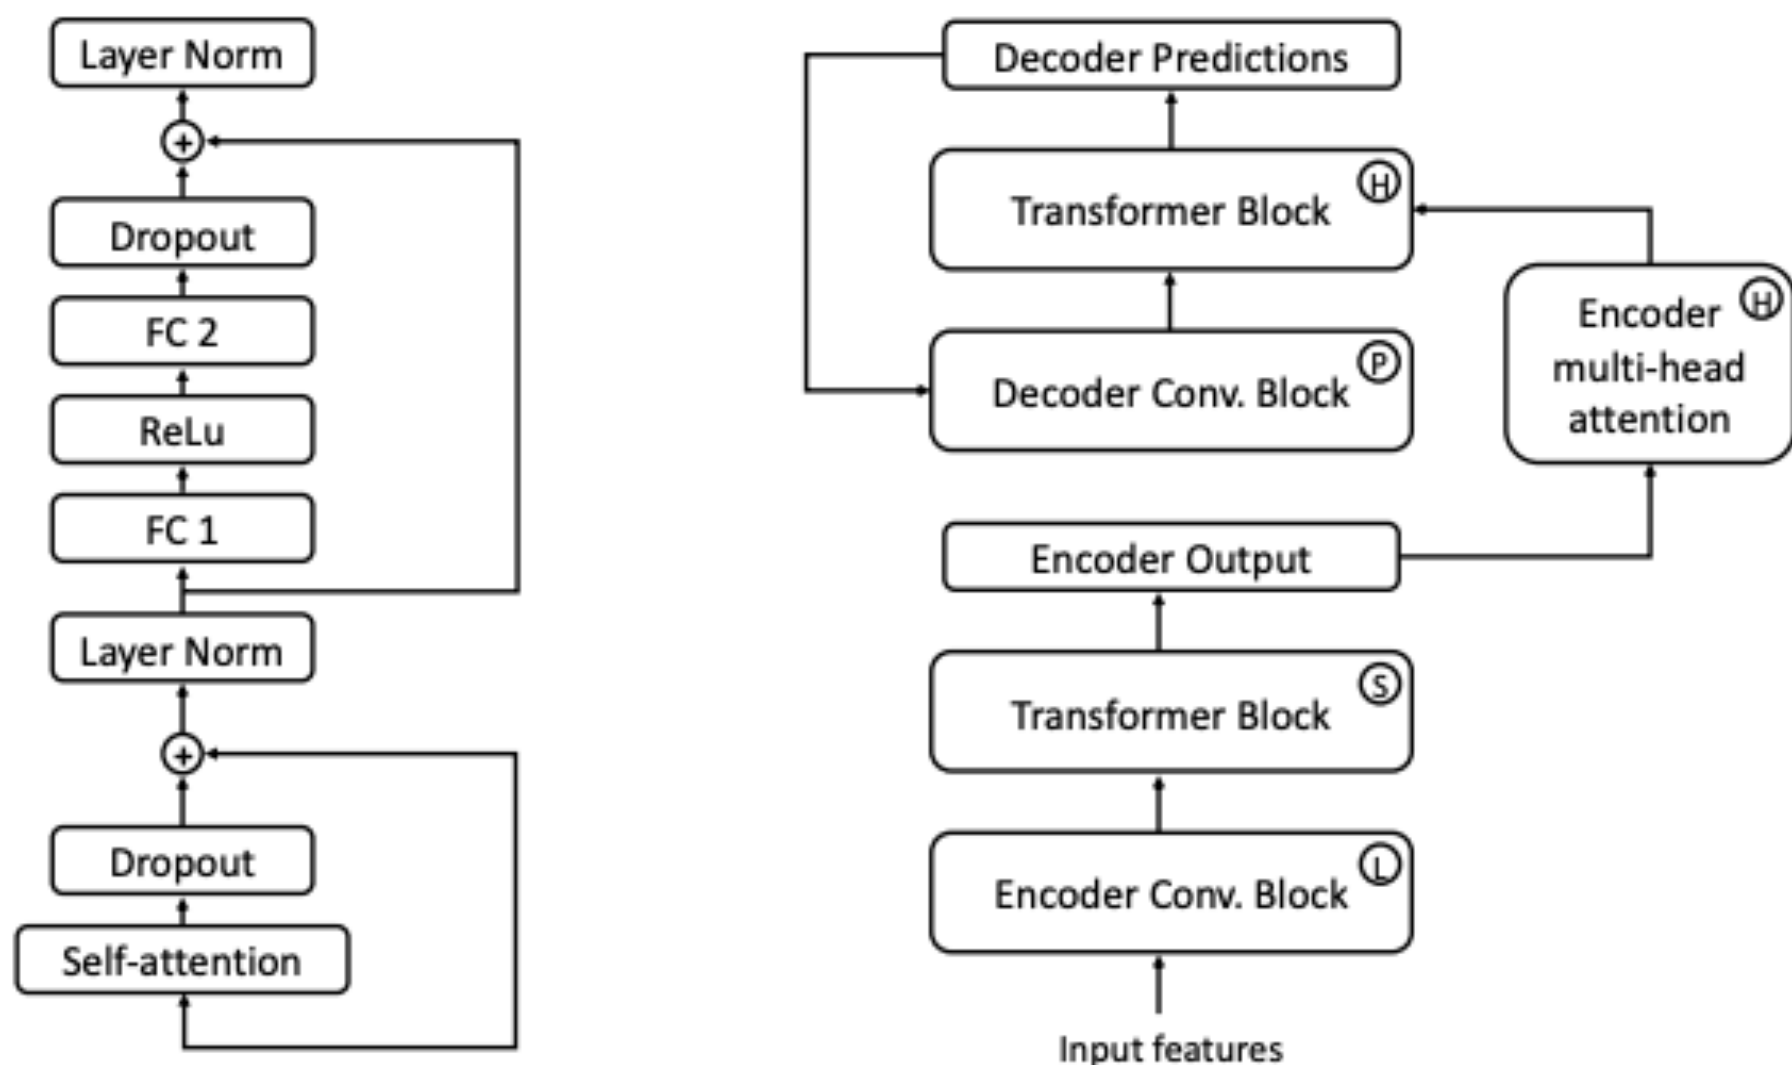 Layer Norm
+
Dropout
FC 2
ReLu
FC 1
Layer Norm
+
Dropout
Self-attention
Decoder Predictions
Transformer Block
H
Decoder Conv. Block
P
Encoder
H
multi-head
attention
Encoder Output
Transformer Block
S
Encoder Conv. Block
L
Input features